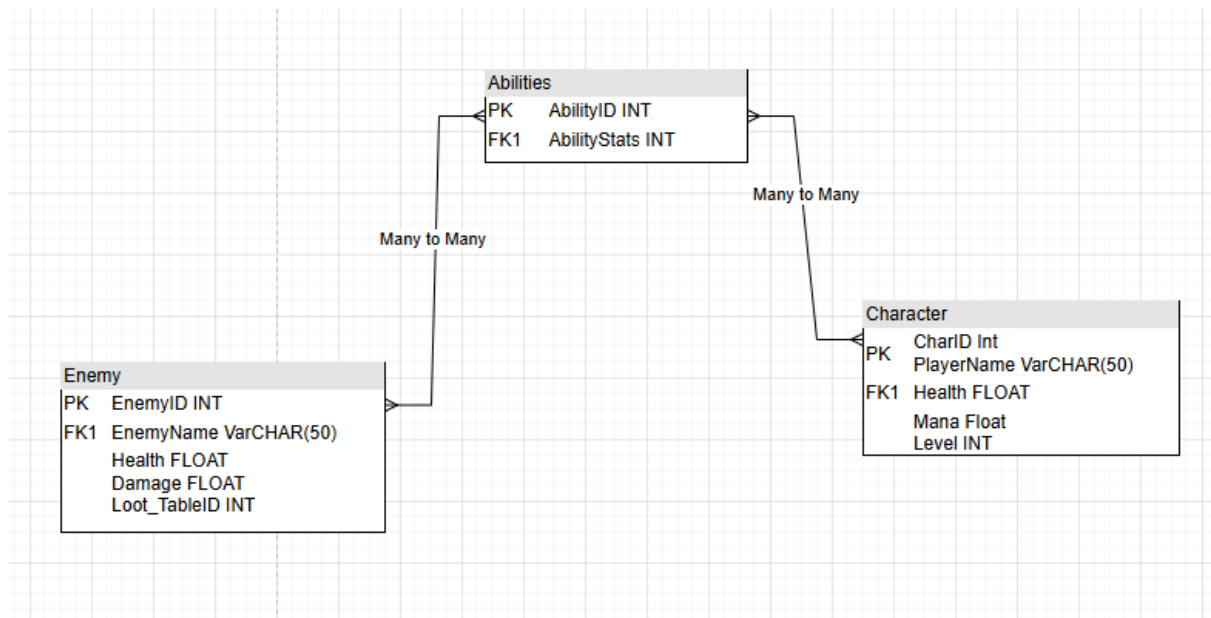 Abilities
PK AbilityID INT
FK1 AbilityStats INT
Many to Many
Many to Many
Enemy
PK EnemyID INT
FK1 EnemyName VarCHAR(50)
Health FLOAT
Damage FLOAT
Loot_TableID INT
Character
PK CharID Int
PlayerName VarCHAR(50)
FK1 Health FLOAT
Mana Float
Level INT